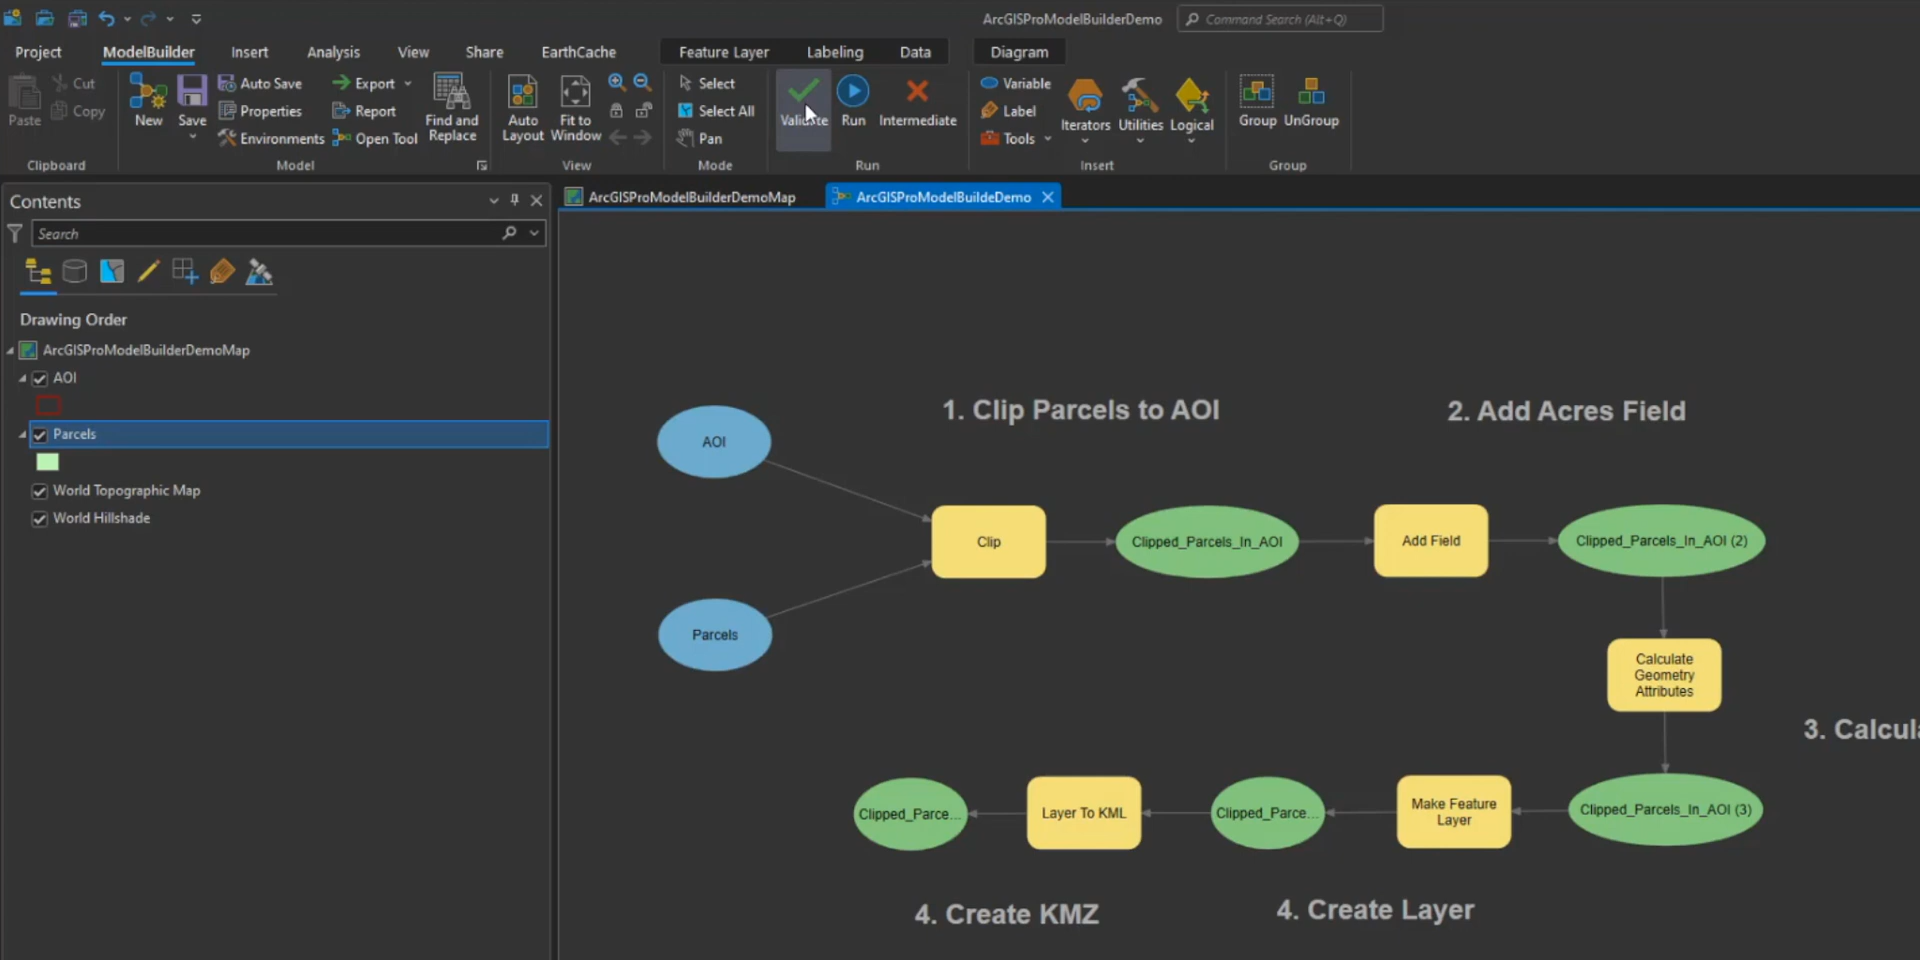 ArcGISProModelBuilderDemo
Command Search (Alt+Q)
Project ModelBuilder Insert Analysis View Share EarthCache Feature Layer Labeling Data Diagram
Paste
Cut
Copy
Clipboard
New
Save
Auto Save
Properties
Environments
Export
Report
Open Tool
Find and
Replace
Model
Auto
Layout
Fit to
Window
View
Select
Select All
Pan
Mode
Validate
Run
Intermediate
Run
Variable
Label
Tools
Iterators
Utilities
Logical
Insert
Group
UnGroup
Group
Contents
Search
Drawing Order
ArcGISProModelBuilderDemoMap
AOI
Parcels
World Topographic Map
World Hillshade
ArcGISProModelBuilderDemoMap
ArcGISProModelBuildeDemo
1. Clip Parcels to AOI
2. Add Acres Field
AOI
Clip
Clipped_Parcels_In_AOI
Add Field
Clipped_Parcels_In_AOI (2)
Parcels
Calculate
Geometry
Attributes
3. Calcula
Clipped_Parce...
Layer To KML
Clipped_Parce...
Make Feature
Layer
Clipped_Parcels_In_AOI (3)
4. Create KMZ
4. Create Layer